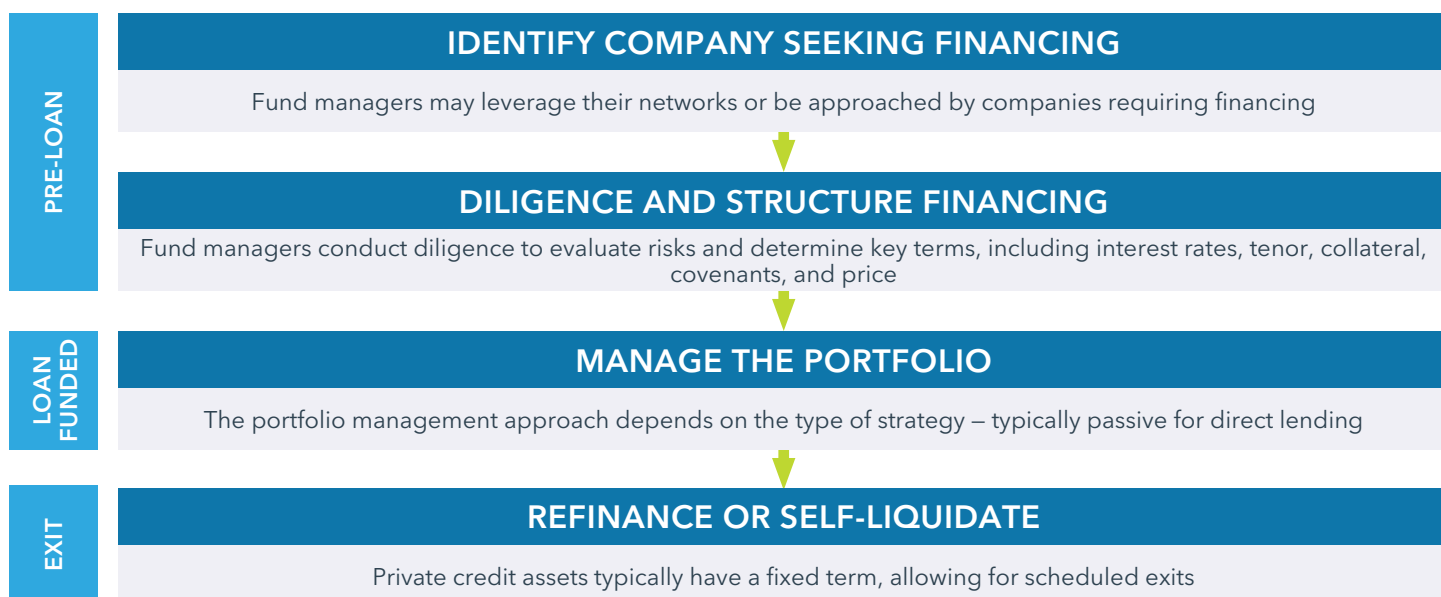 PRE-LOAN
IDENTIFY COMPANY SEEKING FINANCING
Fund managers may leverage their networks or be approached by companies requiring financing
DILIGENCE AND STRUCTURE FINANCING
Fund managers conduct diligence to evaluate risks and determine key terms, including interest rates, tenor, collateral,
covenants, and price
LOAN
FUNDED
MANAGE THE PORTFOLIO
The portfolio management approach depends on the type of strategy – typically passive for direct lending
EXIT
REFINANCE OR SELF-LIQUIDATE
Private credit assets typically have a fixed term, allowing for scheduled exits